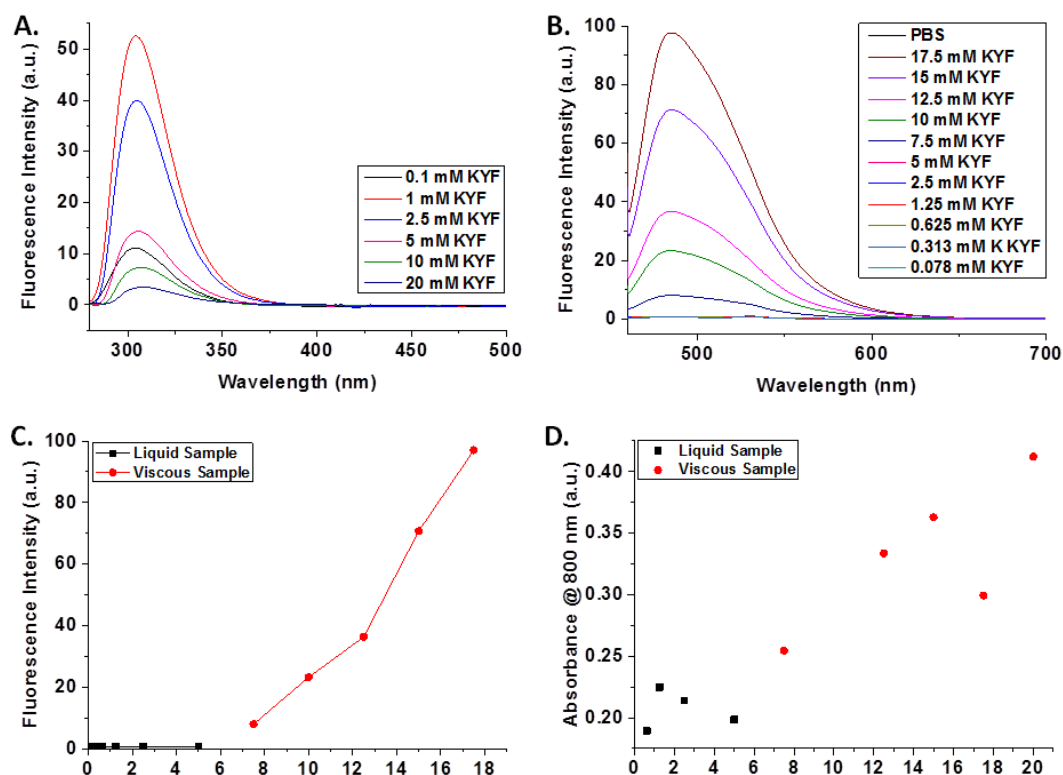 A.
Fluorescence Intensity (a.u.)
50
40
30
20
10
0
300
350
400
450
500
Wavelength (nm)
0.1 mM KYF
1 mM KYF
2.5 mM KYF
5 mM KYF
10 mM KYF
20 mM KYF
B.
Fluorescence Intensity (a.u.)
100
80
60
40
20
0
500
600
700
Wavelength (nm)
PBS
17.5 mM KYF
15 mM KYF
12.5 mM KYF
10 mM KYF
7.5 mM KYF
5 mM KYF
2.5 mM KYF
1.25 mM KYF
0.625 mM KYF
0.313 mM K KYF
0.078 mM KYF
C.
Fluorescence Intensity (a.u.)
100
80
60
40
20
0
0 2 4 6 8 10 12 14 16 18
Liquid Sample
Viscous Sample
D.
Absorbance @ 800 nm (a.u.)
0.40
0.35
0.30
0.25
0.20
0 2 4 6 8 10 12 14 16 18 20
Liquid Sample
Viscous Sample